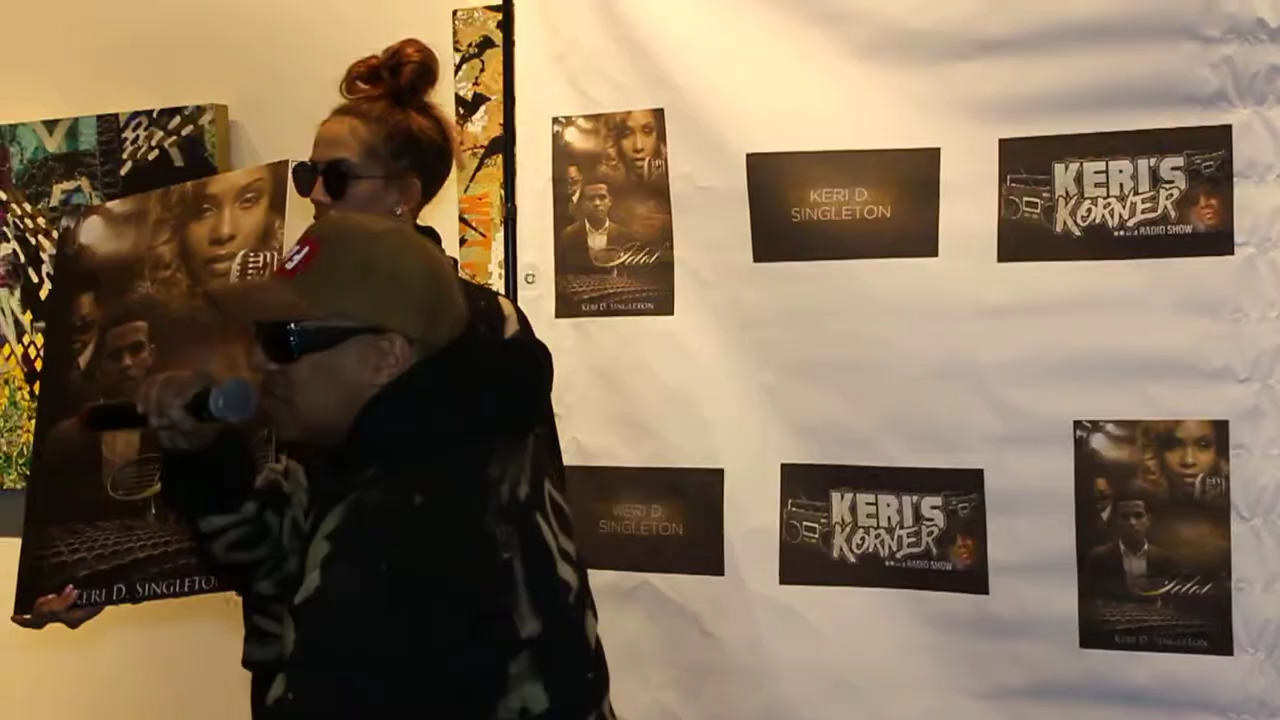 KERI D. SINGLETON
Idol
KERI D. SINGLETON
KERI D.
SINGLETON
KERI'S
KORNER
RADIO SHOW
KERI D.
SINGLETON
KERI'S
KORNER
RADIO SHOW
Idol
KERI D. SINGLETON